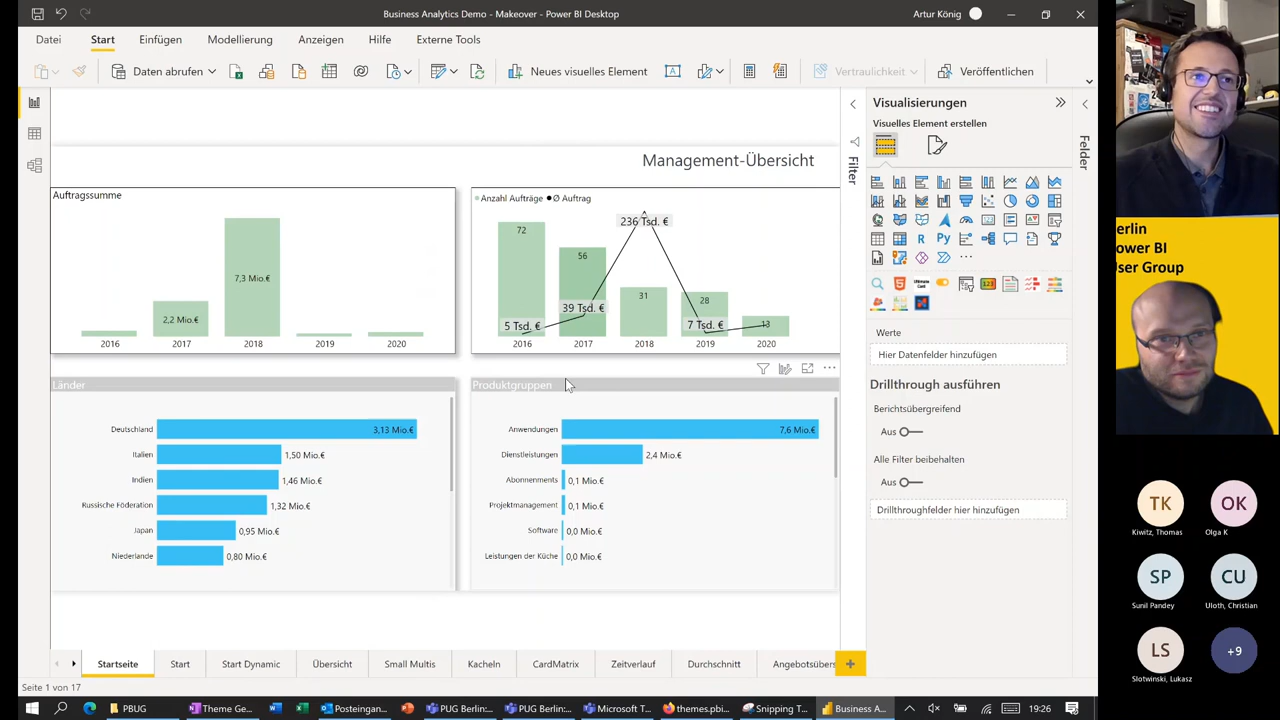 Business Analytics Demo - Makeover - Power BI Desktop
Artur König
Datei Start Einfügen Modellierung Anzeigen Hilfe Externe Tools
Daten abrufen
Neues visuelles Element
Vertraulichkeit
Veröffentlichen
Management-Übersicht
Auftragssumme
7,3 Mio.€
2,2 Mio.€
2016 2017 2018 2019 2020
Anzahl Aufträge Ø Auftrag
236 Tsd. €
72
56
31
28
13
39 Tsd. €
5 Tsd. €
7 Tsd. €
2016 2017 2018 2019 2020
Länder
Deutschland 3,13 Mio.€
Italien 1,50 Mio.€
Indien 1,46 Mio.€
Russische Föderation 1,32 Mio.€
Japan 0,95 Mio.€
Niederlande 0,80 Mio.€
Produktgruppen
Anwendungen 7,6 Mio.€
Dienstleistungen 2,4 Mio.€
Abonnenments 0,1 Mio.€
Projektmanagement 0,1 Mio.€
Software 0,0 Mio.€
Leistungen der Küche 0,0 Mio.€
Filter
Visualisierungen
Visuelles Element erstellen
R Py
123
Werte
Hier Datenfelder hinzufügen
Drillthrough ausführen
Berichtsübergreifend
Aus
Alle Filter beibehalten
Aus
Drillthroughfelder hier hinzufügen
Felder
Startseite Start Start Dynamic Übersicht Small Multis Kacheln CardMatrix Zeitverlauf Durchschnitt Angebotsübers
Seite 1 von 17
PBUG
Theme Ge...
Posteingan...
PUG Berlin:...
PUG Berlin:...
Microsoft T...
themes.pbi...
Snipping T...
Business A...
19:26
erlin
ower BI
ser Group
TK
Kiwitz, Thomas
OK
Olga K
SP
Sunil Pandey
CU
Uloth, Christian
LS
Slotwinski, Lukasz
+9